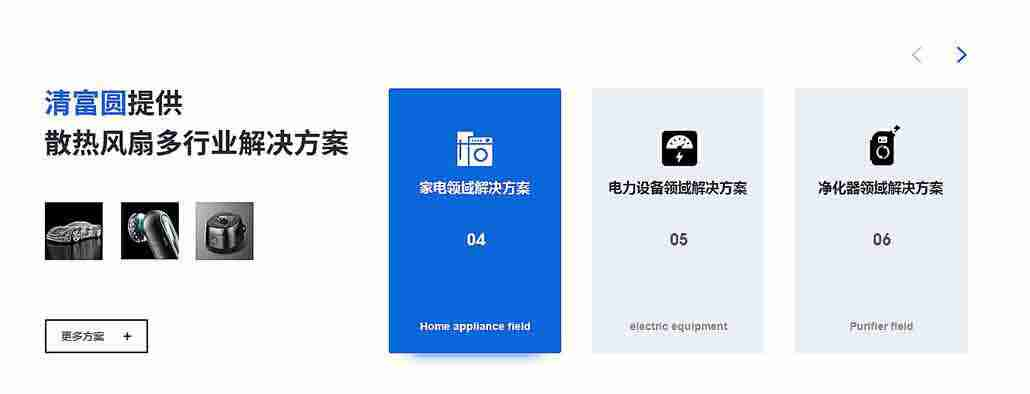 清富圆提供
散热风扇多行业解决方案
更多方案 +
家电领域解决方案
04
Home appliance field
电力设备领域解决方案
05
electric equipment
净化器领域解决方案
06
Purifier field